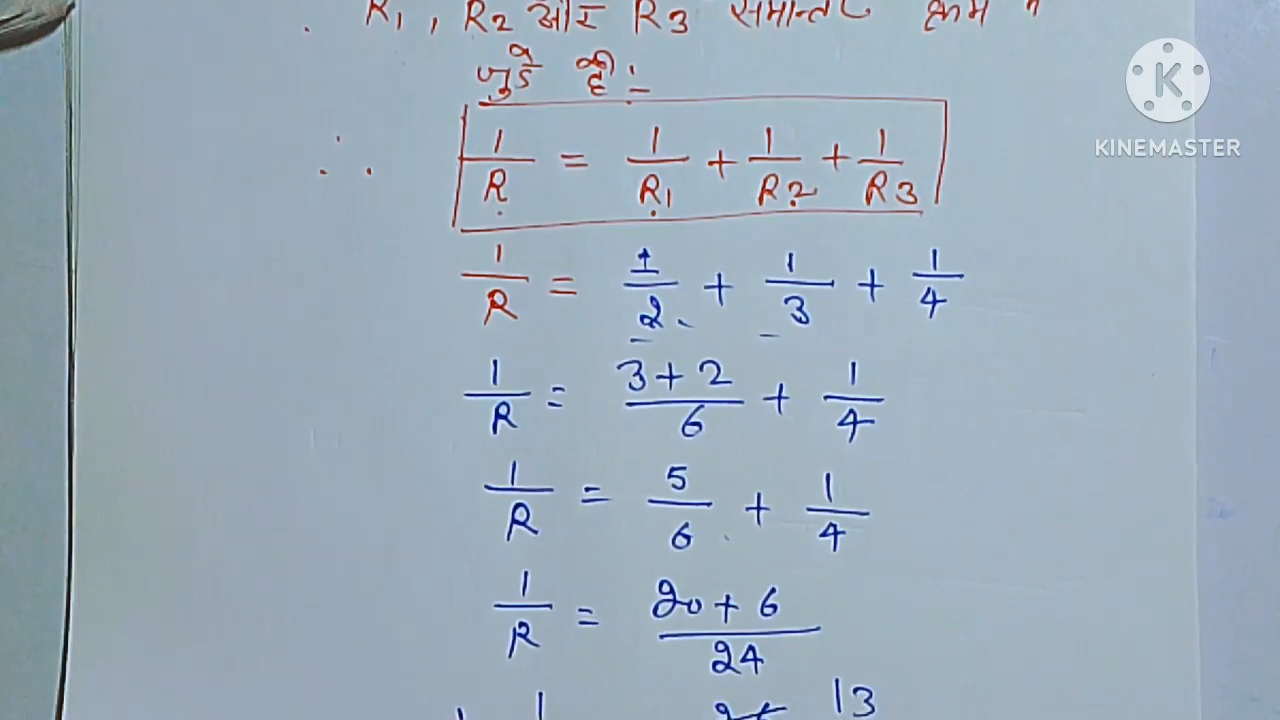 R1, R2 और R3 समान्तर क्रम में
जुड़े है:-
KINEMASTER
∴ 1/R = 1/R1 + 1/R2 + 1/R3
1/R = 1/2 + 1/3 + 1/4
1/R = (3+2)/6 + 1/4
1/R = 5/6 + 1/4
1/R = (20+6)/24
1 26 13